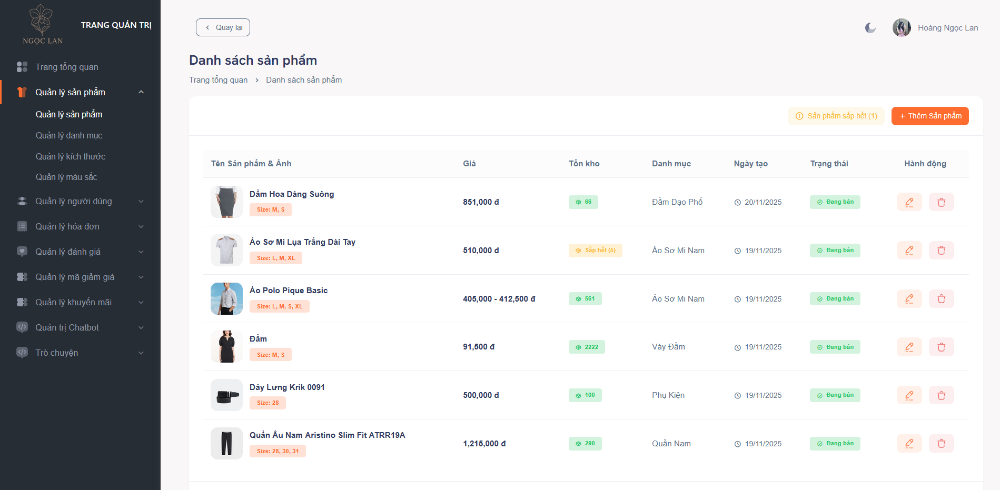 NGỌC LAN
TRANG QUẢN TRỊ
Trang tổng quan
Quản lý sản phẩm
Quản lý sản phẩm
Quản lý danh mục
Quản lý kích thước
Quản lý màu sắc
Quản lý người dùng
Quản lý hóa đơn
Quản lý đánh giá
Quản lý mã giảm giá
Quản lý khuyến mãi
Quản trị Chatbot
Trò chuyện
Quay lại
Hoàng Ngọc Lan
Danh sách sản phẩm
Trang tổng quan > Danh sách sản phẩm
Sản phẩm sắp hết (1)
+ Thêm Sản phẩm
Tên Sản phẩm & Ảnh Giá Tồn kho Danh mục Ngày tạo Trạng thái Hành động
Đầm Hoa Dáng Suông
Size: M, S
851,000 đ 66 Đầm Dạo Phố 20/11/2025 Đang bán
Áo Sơ Mi Lụa Trắng Dài Tay
Size: L, M, XL
510,000 đ Sắp hết (5) Áo Sơ Mi Nam 19/11/2025 Đang bán
Áo Polo Pique Basic
Size: L, M, S, XL
405,000 - 412,500 đ 561 Áo Sơ Mi Nam 19/11/2025 Đang bán
Đầm
Size: M, S
91,500 đ 2222 Váy Đầm 19/11/2025 Đang bán
Dây Lưng Krik 0091
Size: 28
500,000 đ 100 Phụ Kiện 19/11/2025 Đang bán
Quần Âu Nam Aristino Slim Fit ATRR19A
Size: 28, 30, 31
1,215,000 đ 290 Quần Nam 19/11/2025 Đang bán